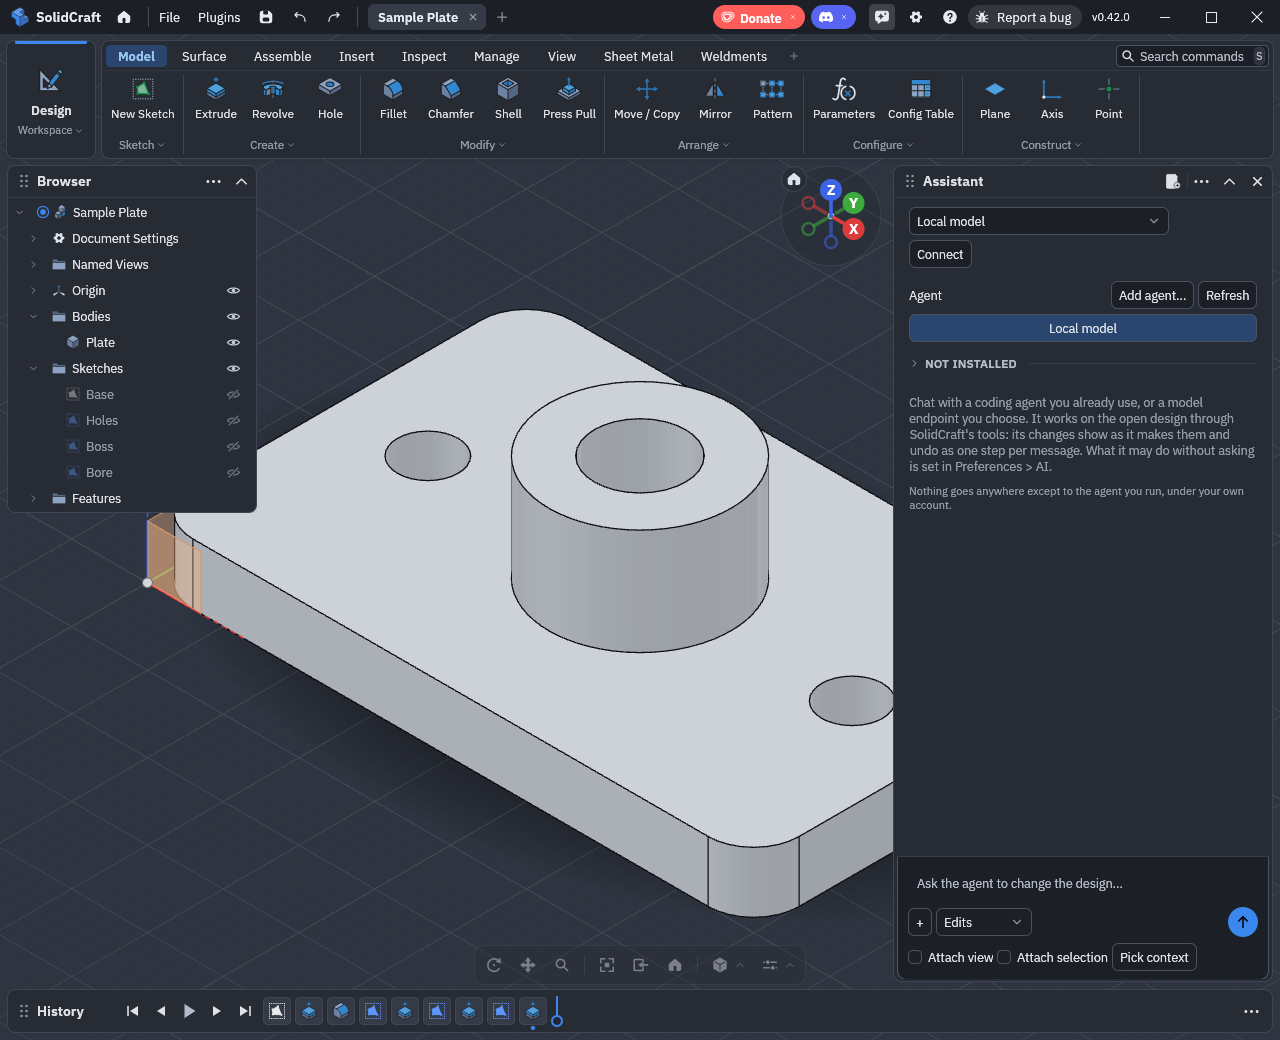 SolidCraft
File
Plugins
Sample Plate
Donate
Report a bug
v0.42.0
Design
Workspace
Model
Surface
Assemble
Insert
Inspect
Manage
View
Sheet Metal
Weldments
Search commands
S
New Sketch
Extrude
Revolve
Hole
Fillet
Chamfer
Shell
Press Pull
Move / Copy
Mirror
Pattern
Parameters
Config Table
Plane
Axis
Point
Sketch
Create
Modify
Arrange
Configure
Construct
Browser
Sample Plate
Document Settings
Named Views
Origin
Bodies
Plate
Sketches
Base
Holes
Boss
Bore
Features
Z
Y
X
Assistant
Local model
Connect
Agent
Add agent...
Refresh
Local model
NOT INSTALLED
Chat with a coding agent you already use, or a model
endpoint you choose. It works on the open design through
SolidCraft's tools: its changes show as it makes them and
undo as one step per message. What it may do without asking
is set in Preferences > AI.
Nothing goes anywhere except to the agent you run, under your own
account.
Ask the agent to change the design...
+
Edits
Attach view
Attach selection
Pick context
History